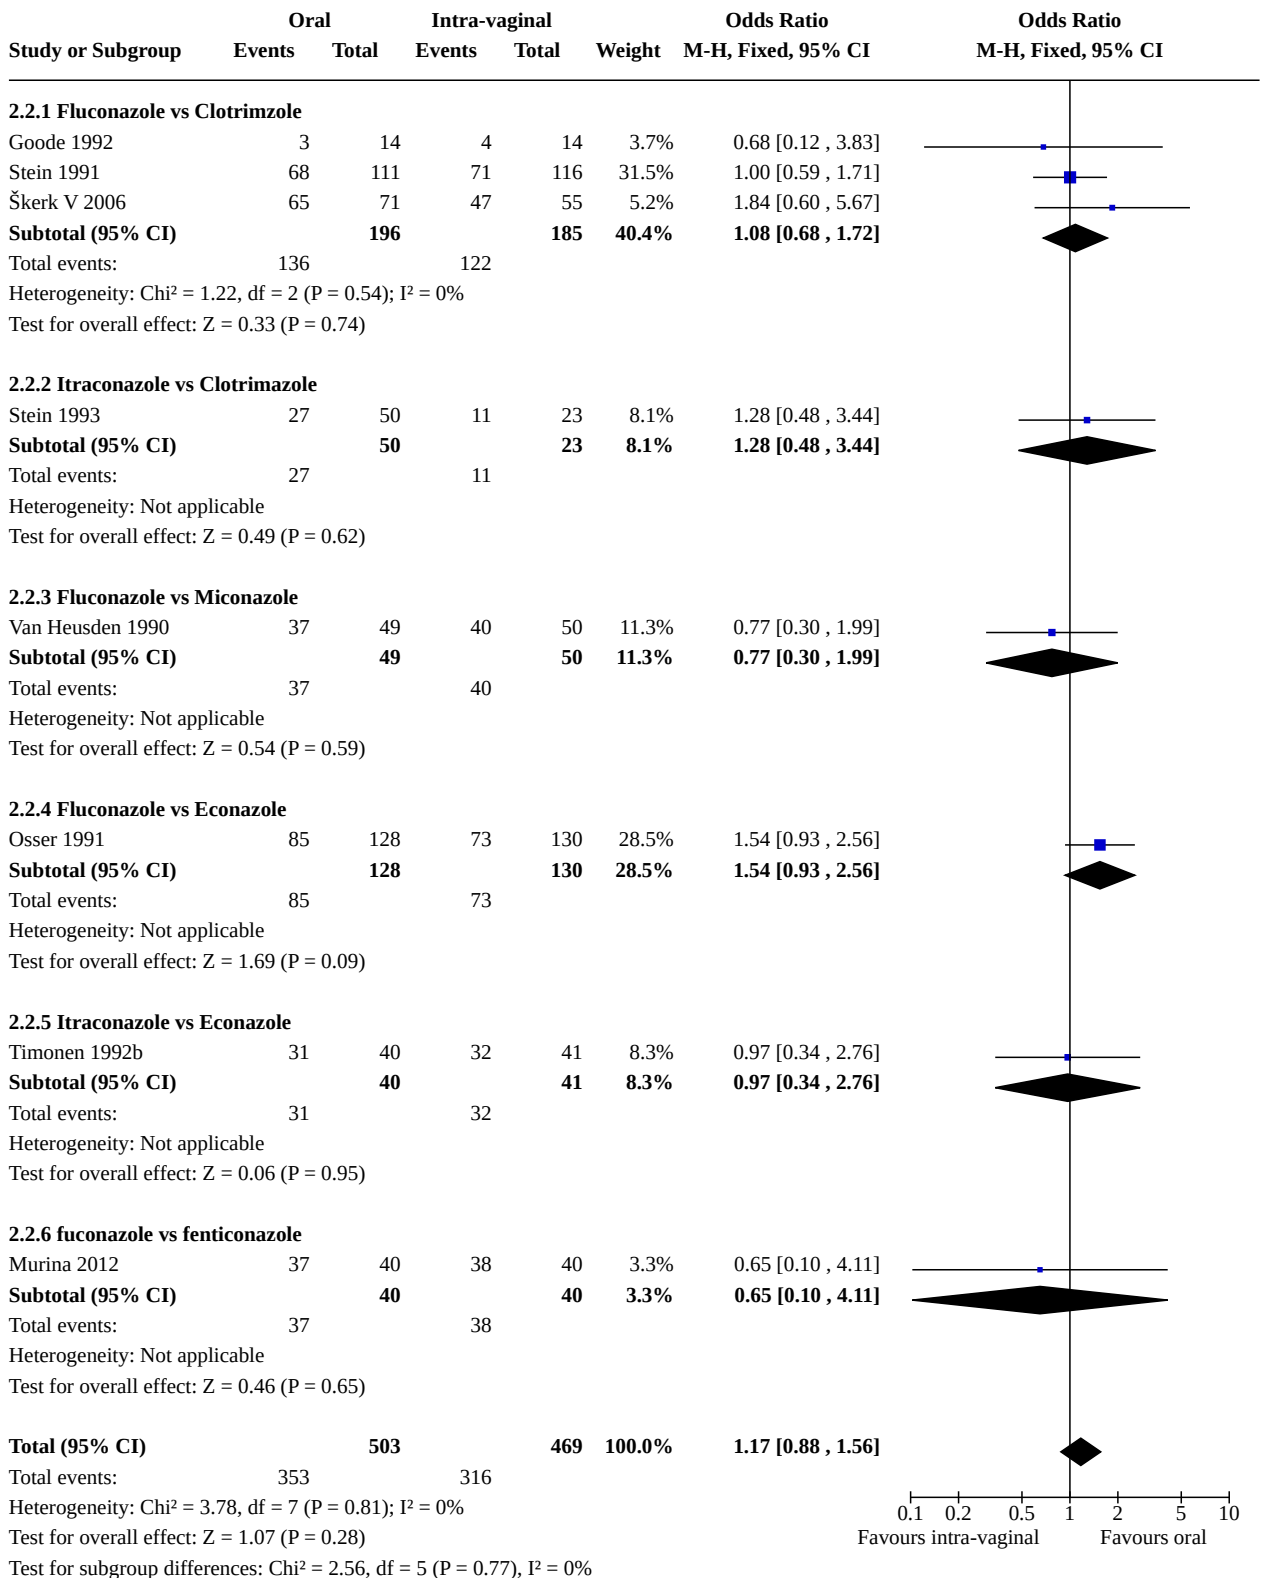 Oral Intra-vaginal Odds Ratio Odds Ratio
Study or Subgroup Events Total Events Total Weight M-H, Fixed, 95% CI M-H, Fixed, 95% CI
2.2.1 Fluconazole vs Clotrimzole
Goode 1992 3 14 4 14 3.7% 0.68 [0.12 , 3.83]
Stein 1991 68 111 71 116 31.5% 1.00 [0.59 , 1.71]
Škerk V 2006 65 71 47 55 5.2% 1.84 [0.60 , 5.67]
Subtotal (95% CI) 196 185 40.4% 1.08 [0.68 , 1.72]
Total events: 136 122
Heterogeneity: Chi² = 1.22, df = 2 (P = 0.54); I² = 0%
Test for overall effect: Z = 0.33 (P = 0.74)
2.2.2 Itraconazole vs Clotrimazole
Stein 1993 27 50 11 23 8.1% 1.28 [0.48 , 3.44]
Subtotal (95% CI) 50 23 8.1% 1.28 [0.48 , 3.44]
Total events: 27 11
Heterogeneity: Not applicable
Test for overall effect: Z = 0.49 (P = 0.62)
2.2.3 Fluconazole vs Miconazole
Van Heusden 1990 37 49 40 50 11.3% 0.77 [0.30 , 1.99]
Subtotal (95% CI) 49 50 11.3% 0.77 [0.30 , 1.99]
Total events: 37 40
Heterogeneity: Not applicable
Test for overall effect: Z = 0.54 (P = 0.59)
2.2.4 Fluconazole vs Econazole
Osser 1991 85 128 73 130 28.5% 1.54 [0.93 , 2.56]
Subtotal (95% CI) 128 130 28.5% 1.54 [0.93 , 2.56]
Total events: 85 73
Heterogeneity: Not applicable
Test for overall effect: Z = 1.69 (P = 0.09)
2.2.5 Itraconazole vs Econazole
Timonen 1992b 31 40 32 41 8.3% 0.97 [0.34 , 2.76]
Subtotal (95% CI) 40 41 8.3% 0.97 [0.34 , 2.76]
Total events: 31 32
Heterogeneity: Not applicable
Test for overall effect: Z = 0.06 (P = 0.95)
2.2.6 fuconazole vs fenticonazole
Murina 2012 37 40 38 40 3.3% 0.65 [0.10 , 4.11]
Subtotal (95% CI) 40 40 3.3% 0.65 [0.10 , 4.11]
Total events: 37 38
Heterogeneity: Not applicable
Test for overall effect: Z = 0.46 (P = 0.65)
Total (95% CI) 503 469 100.0% 1.17 [0.88 , 1.56]
Total events: 353 316
Heterogeneity: Chi² = 3.78, df = 7 (P = 0.81); I² = 0%
0.1 0.2 0.5 1 2 5 10
Test for overall effect: Z = 1.07 (P = 0.28) Favours intra-vaginal Favours oral
Test for subgroup differences: Chi² = 2.56, df = 5 (P = 0.77), I² = 0%